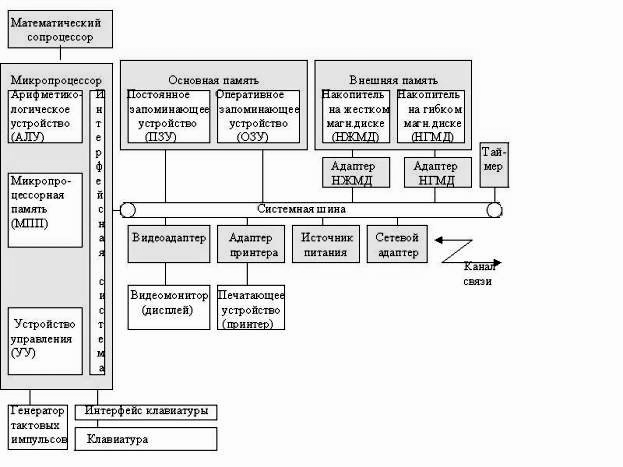 Математический
сопроцессор
Микропроцессор
Арифметико-
логическое
устройство
(АЛУ)
Микропро-
цессорная
память
(МПП)
Устройство
управления
(УУ)
Интерфейсная система
Основная память
Постоянное
запоминающее
устройство
(ПЗУ)
Оперативное
запоминающее
устройство
(ОЗУ)
Внешняя память
Накопитель
на жестком
магн.диске
(НЖМД)
Накопитель
на гибком
магн.диске
(НГМД)
Адаптер
НЖМД
Адаптер
НГМД
Тай-
мер
Системная шина
Видеоадаптер
Адаптер
принтера
Источник
питания
Сетевой
адаптер
Канал
связи
Видеомонитор
(дисплей)
Печатающее
устройство
(принтер)
Генератор
тактовых
импульсов
Интерфейс клавиатуры
Клавиатура